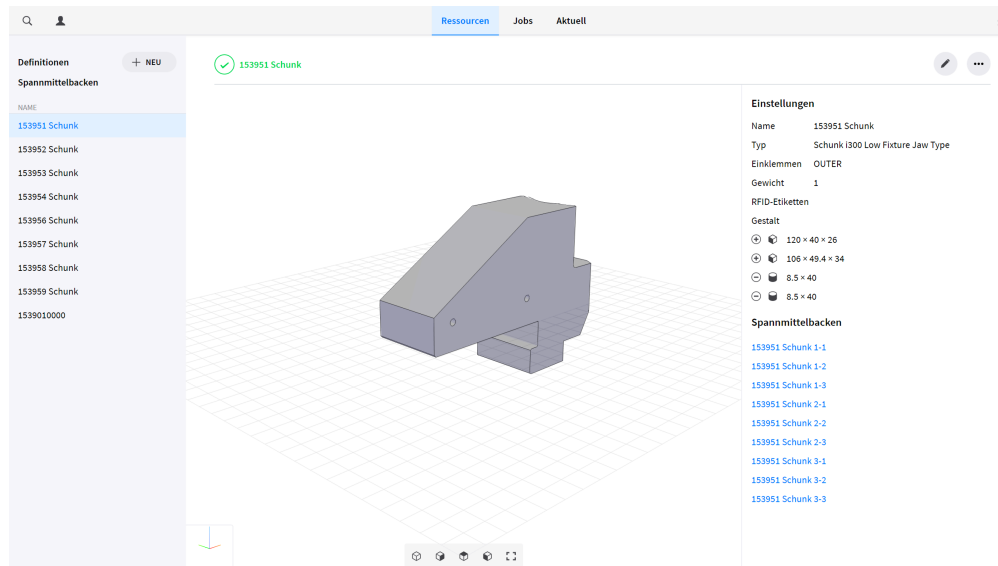 Ressourcen Jobs Aktuell
Definitionen
NEU
Spannmittelbacken
NAME
153951 Schunk
153952 Schunk
153953 Schunk
153954 Schunk
153956 Schunk
153957 Schunk
153958 Schunk
153959 Schunk
1539010000
153951 Schunk
Einstellungen
Name 153951 Schunk
Typ Schunk i300 Low Fixture Jaw Type
Einklemmen OUTER
Gewicht 1
RFID-Etiketten
Gestalt
120 × 40 × 26
106 × 49.4 × 34
8.5 × 40
8.5 × 40
Spannmittelbacken
153951 Schunk 1-1
153951 Schunk 1-2
153951 Schunk 1-3
153951 Schunk 2-1
153951 Schunk 2-2
153951 Schunk 2-3
153951 Schunk 3-1
153951 Schunk 3-2
153951 Schunk 3-3